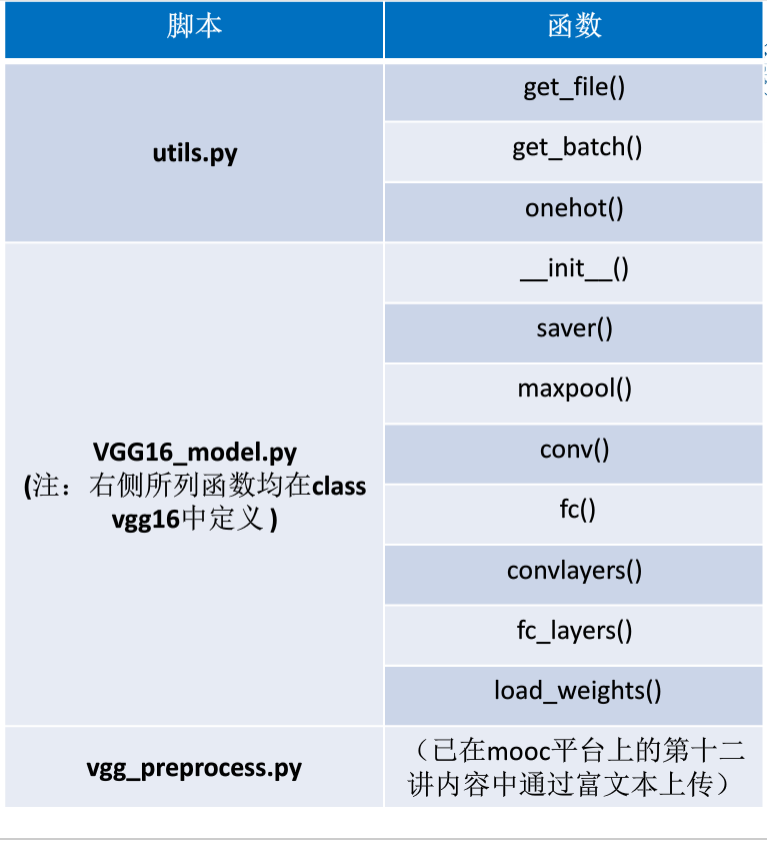 脚本
函数
utils.py
get_file()
get_batch()
onehot()
VGG16_model.py
(注：右侧所列函数均在class
vgg16中定义)
__init__()
saver()
maxpool()
conv()
fc()
convlayers()
fc_layers()
load_weights()
vgg_preprocess.py
（已在mooc平台上的第十二
讲内容中通过富文本上传）